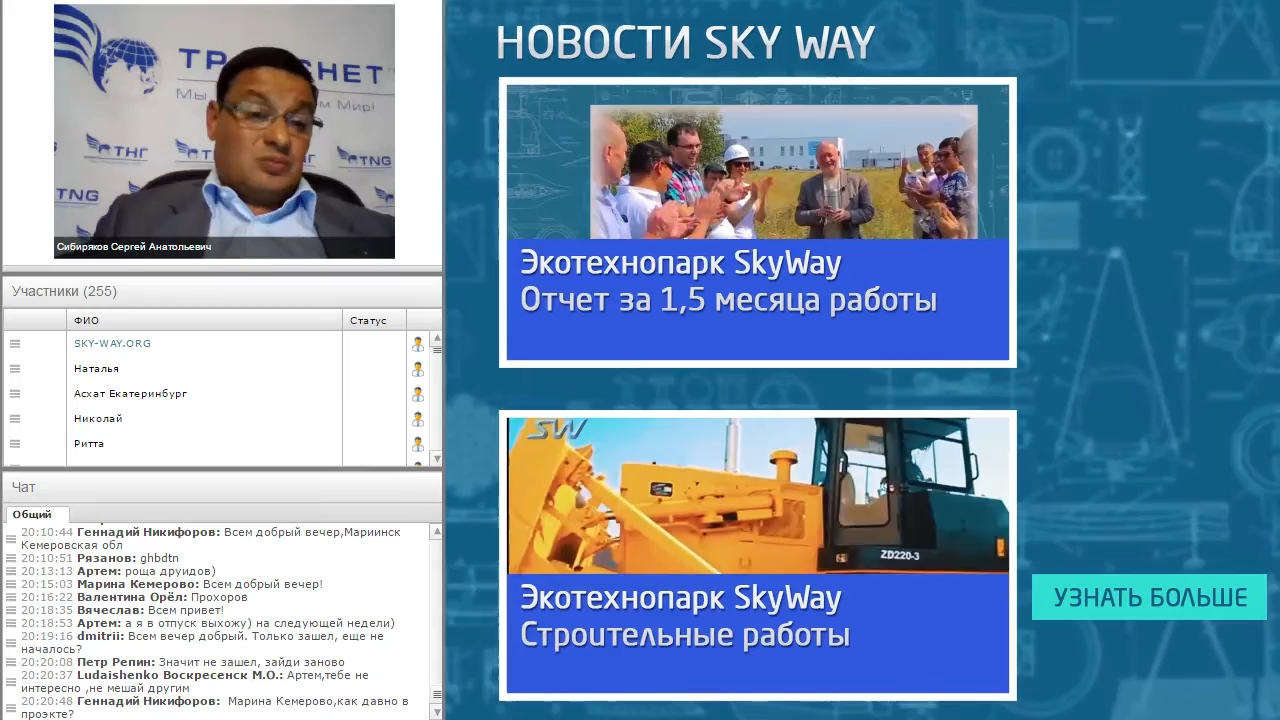 ТР
НЕТ
Мы
м Мир!
ТНГ
TNG
TNG
Сибиряков Сергей Анатольевич
Участники (255)
ФИО
Статус
SKY-WAY.ORG
Наталья
Асхат Екатеринбург
Николай
Ритта
Чат
Общий
20:10:44 Геннадий Никифоров: Всем добрый вечер,Мариинск
Кемеровская обл
20:10:51 Рязанов: ghbdtn
20:13:13 Артем: роща друидов)
20:15:03 Марина Кемерово: Всем добрый вечер!
20:16:22 Валентина Орёл: Прохоров
20:18:35 Вячеслав: Всем привет!
20:18:53 Артем: а я в отпуск выхожу) на следующей недели)
20:19:16 dmitrii: Всем вечер добрый. Только зашел, еще не
началось?
20:20:08 Петр Репин: Значит не зашел, зайди заново
20:20:37 Ludaishenko Воскресенск М.О.: Артем,тебе не
интересно ,не мешай другим
20:20:48 Геннадий Никифоров: Марина Кемерово,как давно в
проэкте?
НОВОСТИ SKY WAY
Экотехнопарк SkyWay
Отчет за 1,5 месяца работы
SW
ZD220-3
Экотехнопарк SkyWay
Строительные работы
УЗНАТЬ БОЛЬШЕ